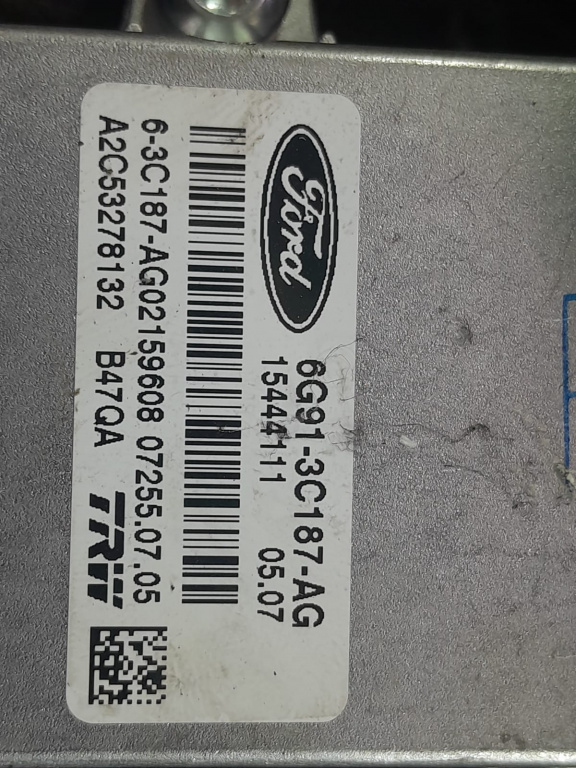 Ford
6G91-3C187-AG
15444111 05.07
6-3C187-AG02159608 07255.07.05
A2C53278132 B47QA TRW